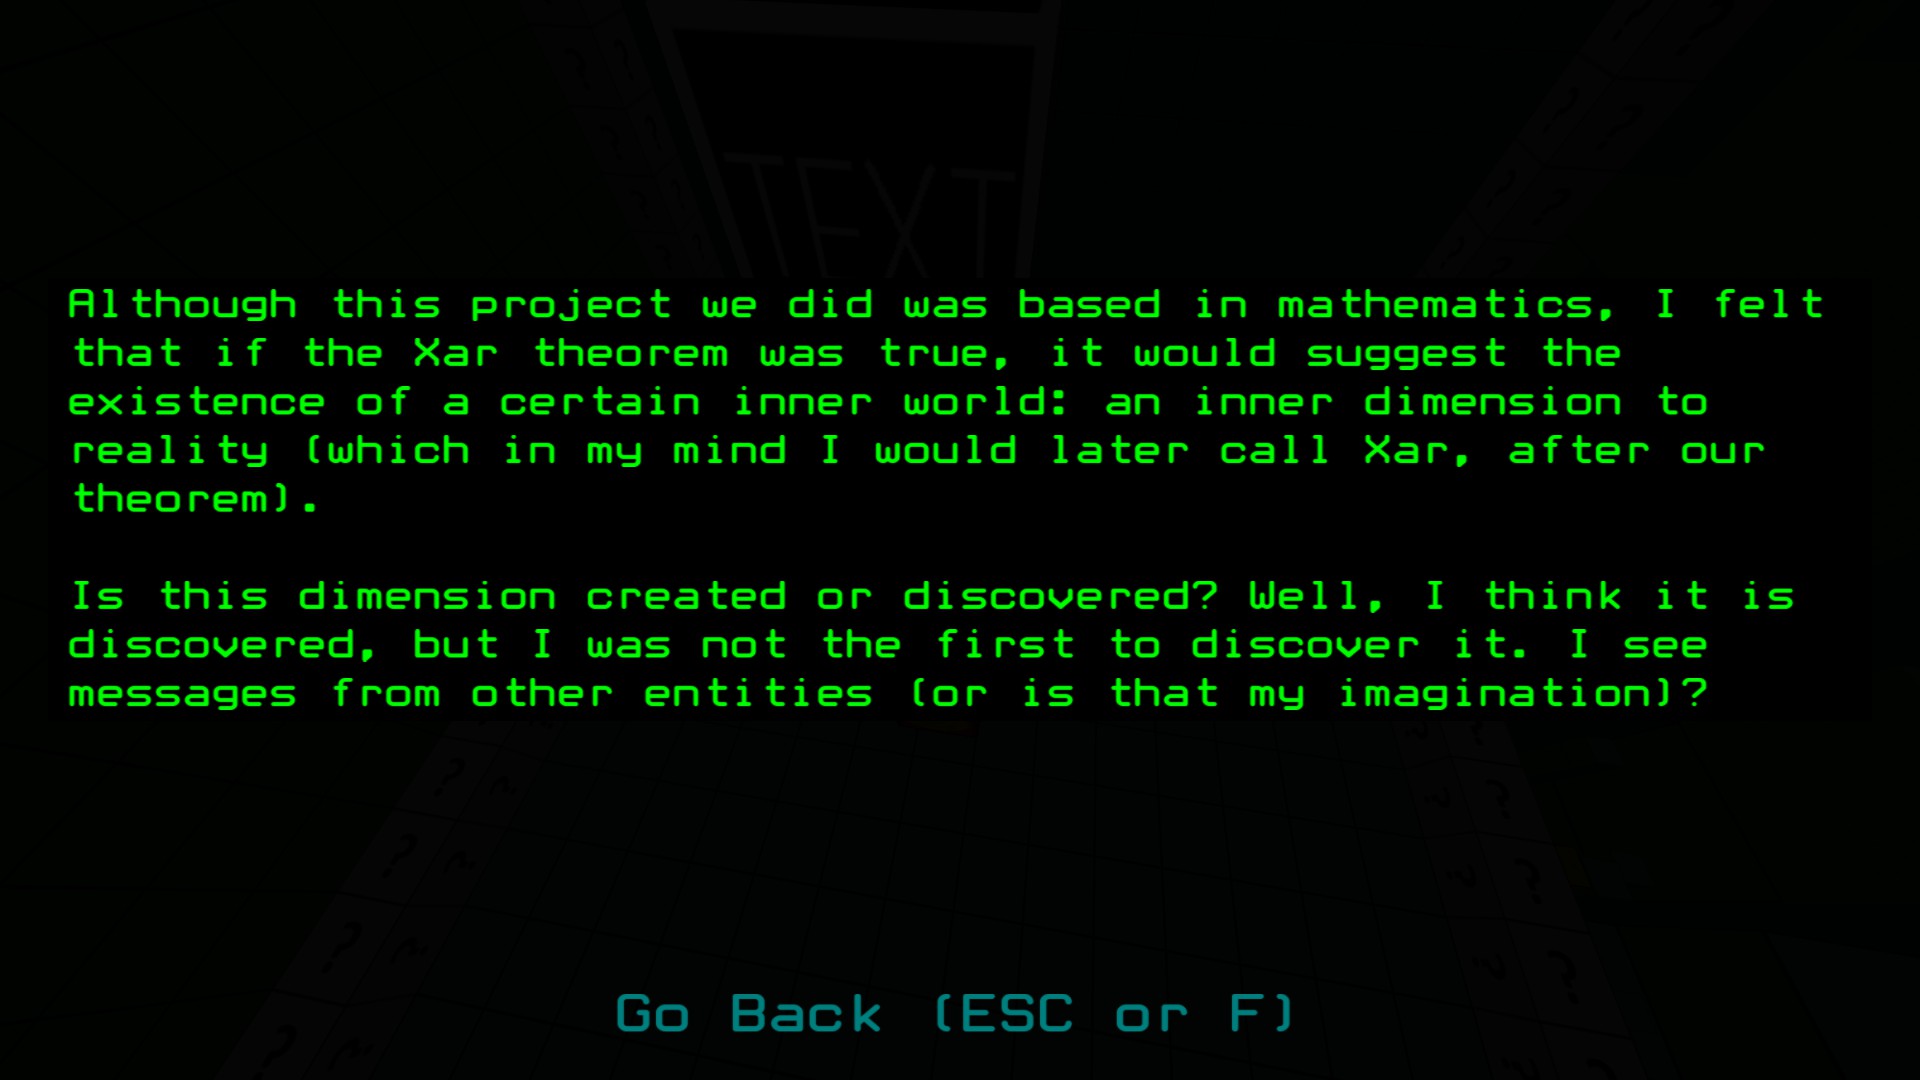 TEXT
Although this project we did was based in mathematics, I felt
that if the Xar theorem was true, it would suggest the
existence of a certain inner world: an inner dimension to
reality (which in my mind I would later call Xar, after our
theorem).
Is this dimension created or discovered? Well, I think it is
discovered, but I was not the first to discover it. I see
messages from other entities (or is that my imagination)?
Go Back (ESC or F)